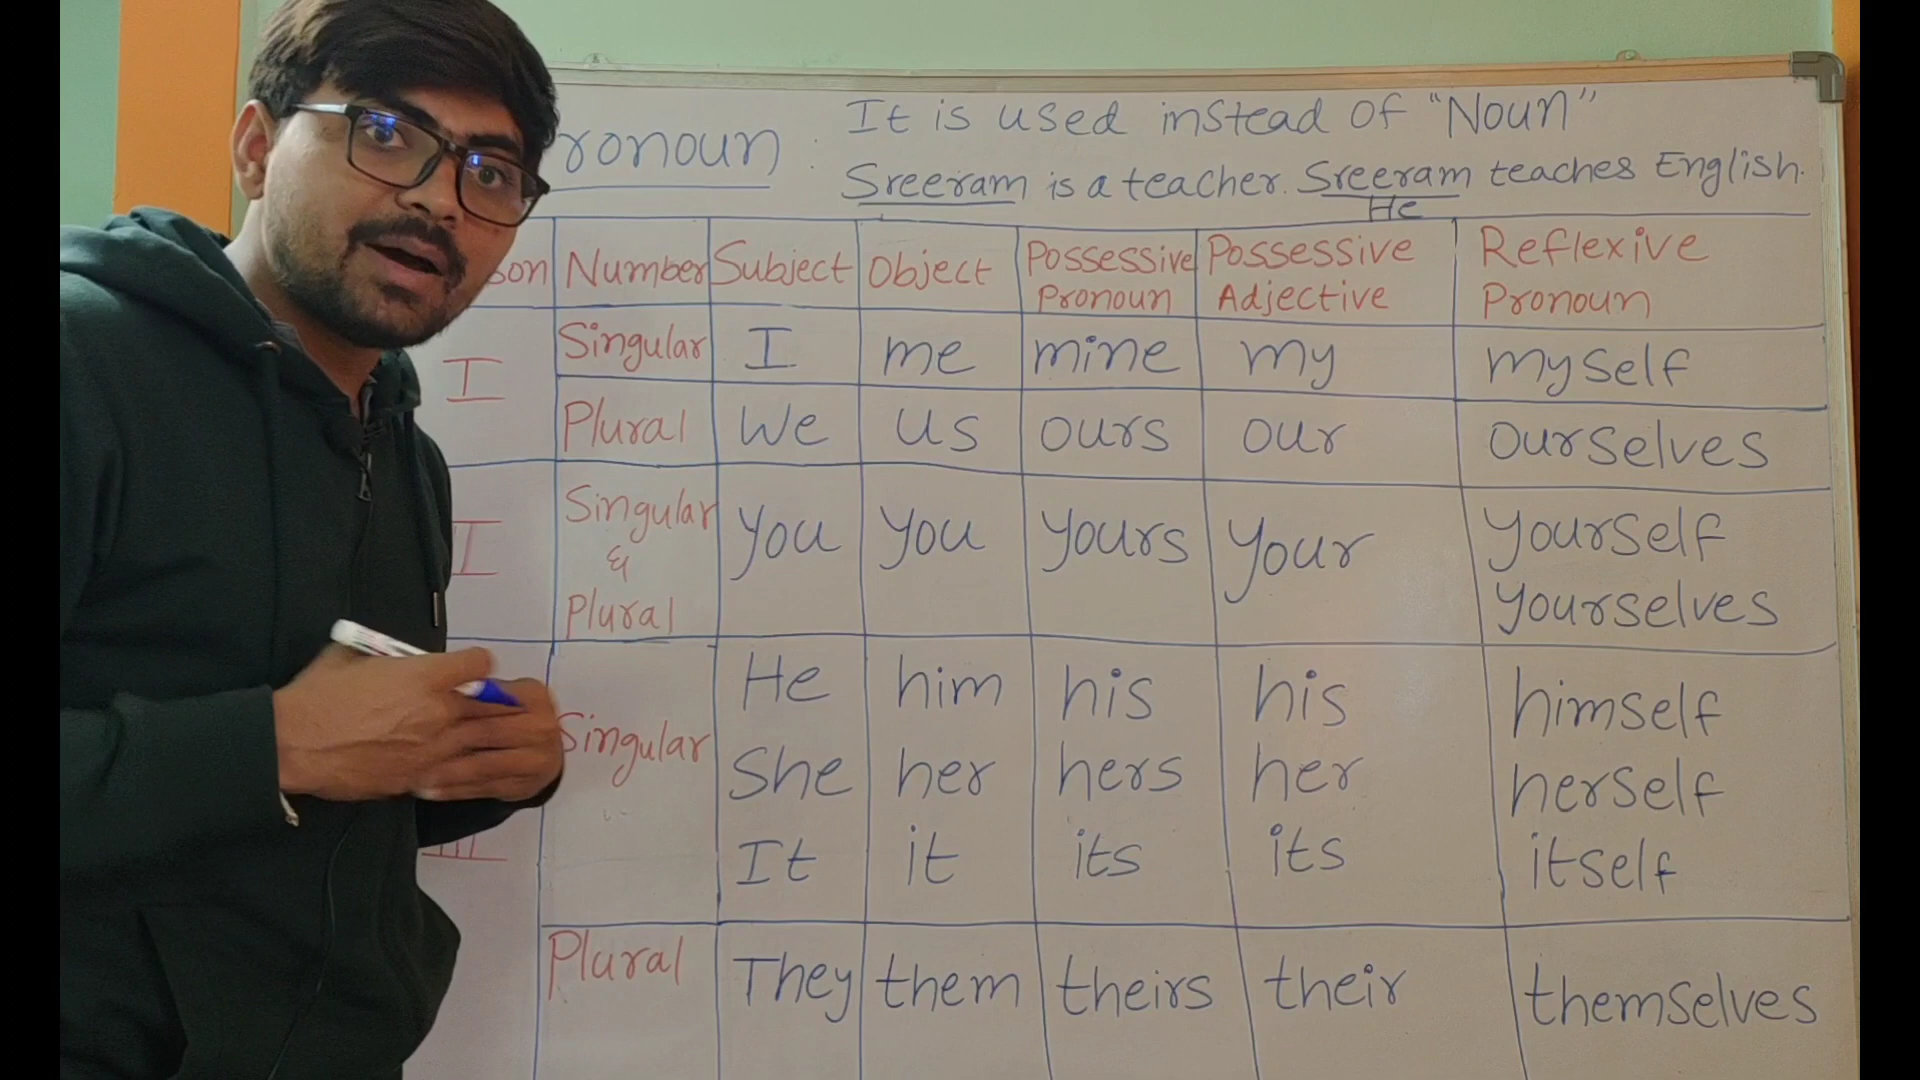 ronoun : It is used instead of "Noun"
Sreeram is a teacher. Sreeram teaches English.
He
son Number Subject Object Possessive Pronoun Possessive Adjective Reflexive Pronoun
I Singular I me mine my myself
Plural We us ours our ourselves
I Singular & Plural you you yours your yourself
yourselves
Singular He him his his himself
She her hers her herself
III It it its its itself
Plural They them theirs their themselves